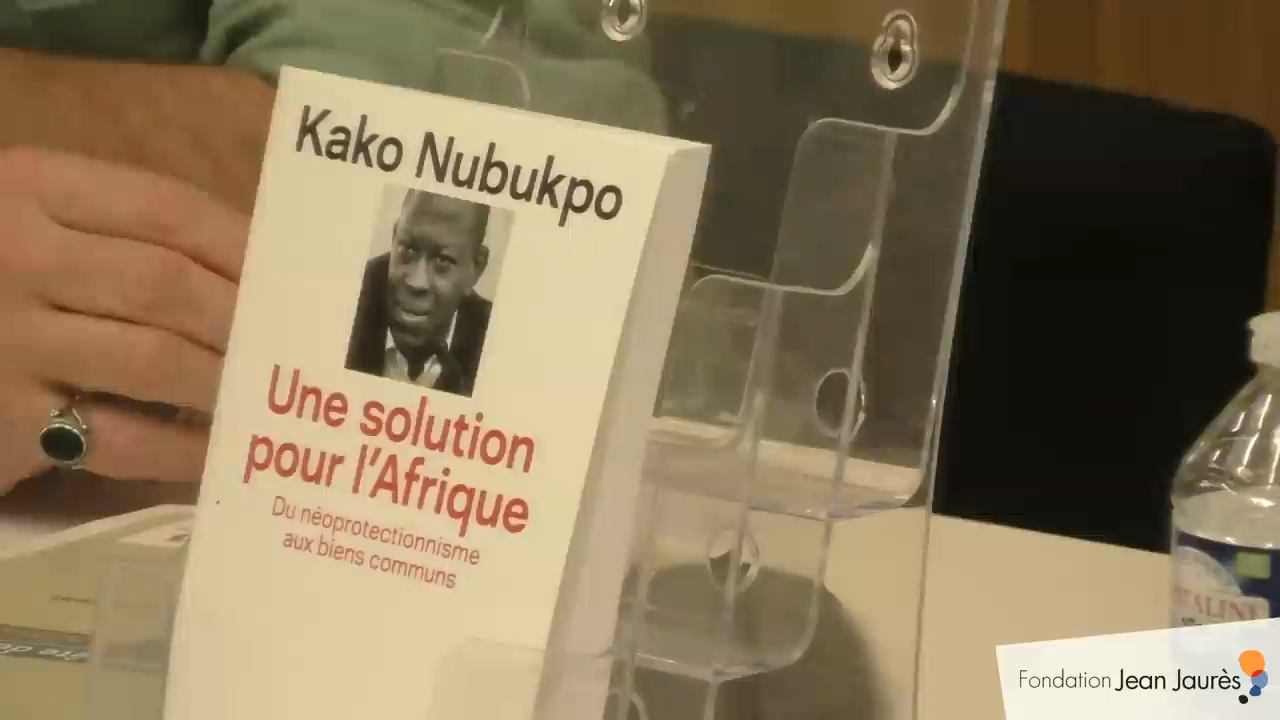 Kako Nubukpo
Une solution
pour l'Afrique
Du néoprotectionnisme
aux biens communs
Fondation Jean Jaurès